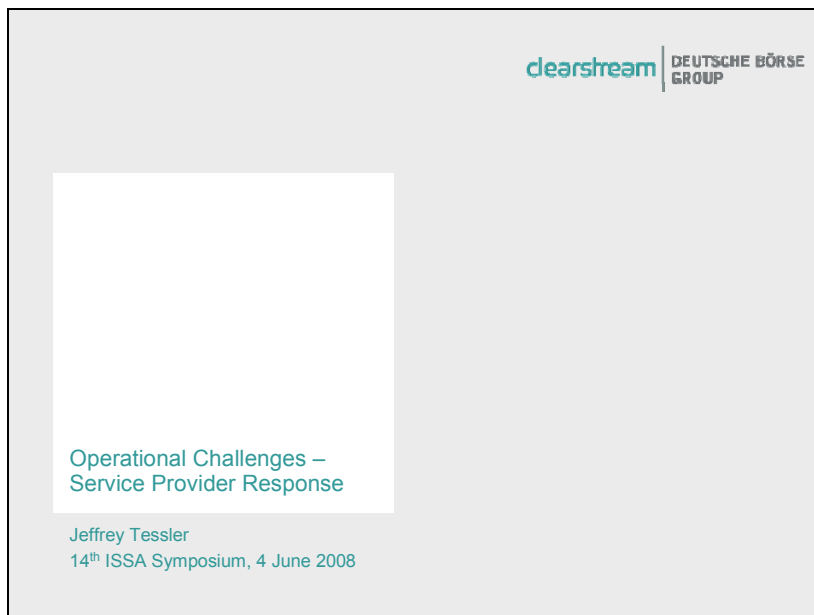 clearstream
DEUTSCHE BÖRSE
GROUP
Operational Challenges –
Service Provider Response
Jeffrey Tessler
14th ISSA Symposium, 4 June 2008